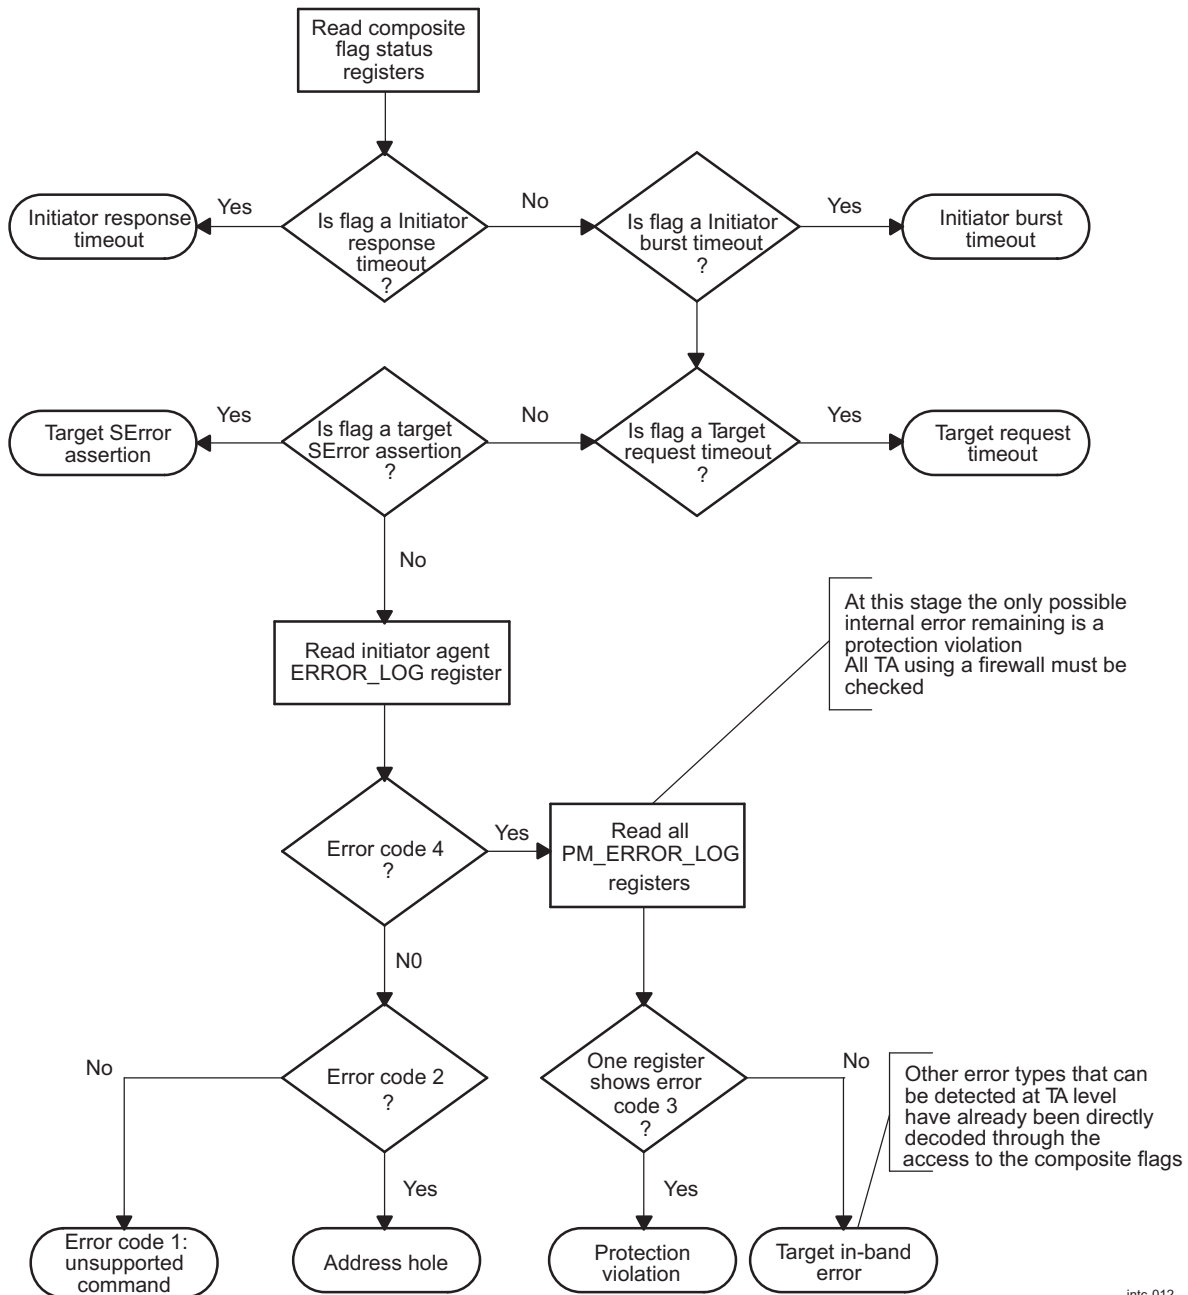 Read composite
flag status
registers
Yes
Initiator response
timeout
Is flag a Initiator
response
timeout
?
No
Is flag a Initiator
burst timeout
?
Yes
Initiator burst
timeout
Yes
Target SError
assertion
Is flag a target
SError assertion
?
No
Is flag a Target
request timeout
?
Yes
Target request
timeout
No
Read initiator agent
ERROR_LOG register
At this stage the only possible
internal error remaining is a
protection violation
All TA using a firewall must be
checked
Error code 4
?
Yes
Read all
PM_ERROR_LOG
registers
N0
No
Error code 2
?
One register
shows error
code 3
?
No
Other error types that can
be detected at TA level
have already been directly
decoded through the
access to the composite flags
Yes
Yes
Error code 1:
unsupported
command
Address hole
Protection
violation
Target in-band
error
intc-012